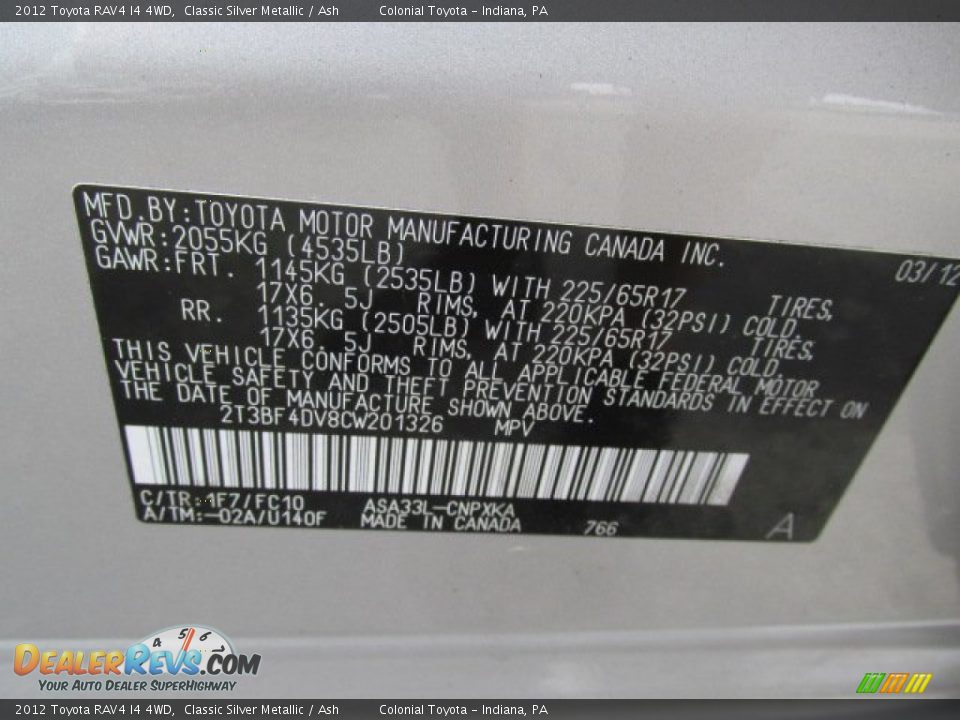 2012 Toyota RAV4 I4 4WD, Classic Silver Metallic / Ash Colonial Toyota - Indiana, PA
MFD.BY:TOYOTA MOTOR MANUFACTURING CANADA INC.
GVWR:2055KG (4535LB) 03/12
GAWR:FRT. 1145KG (2535LB) WITH 225/65R17 TIRES,
17X6. 5J RIMS, AT 220KPA (32PSI) COLD.
RR. 1135KG (2505LB) WITH 225/65R17 TIRES,
17X6. 5J RIMS, AT 220KPA (32PSI) COLD.
THIS VEHICLE CONFORMS TO ALL APPLICABLE FEDERAL MOTOR
VEHICLE SAFETY AND THEFT PREVENTION STANDARDS IN EFFECT ON
THE DATE OF MANUFACTURE SHOWN ABOVE.
2T3BF4DV8CW201326 MPV
C/TR:1F7/FC10 ASA33L-CNPXKA
A/TM:-02A/U140F MADE IN CANADA 766 A
4 5 6
DEALERREVS.COM
YOUR AUTO DEALER SUPERHIGHWAY
2012 Toyota RAV4 I4 4WD, Classic Silver Metallic / Ash Colonial Toyota - Indiana, PA